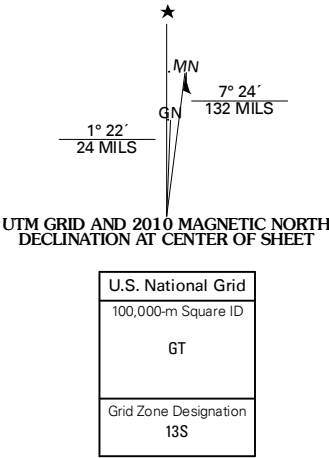 ★
MN
7° 24´
132 MILS
GN
1° 22´
24 MILS
UTM GRID AND 2010 MAGNETIC NORTH
DECLINATION AT CENTER OF SHEET
U.S. National Grid
100,000-m Square ID
GT
Grid Zone Designation
13S